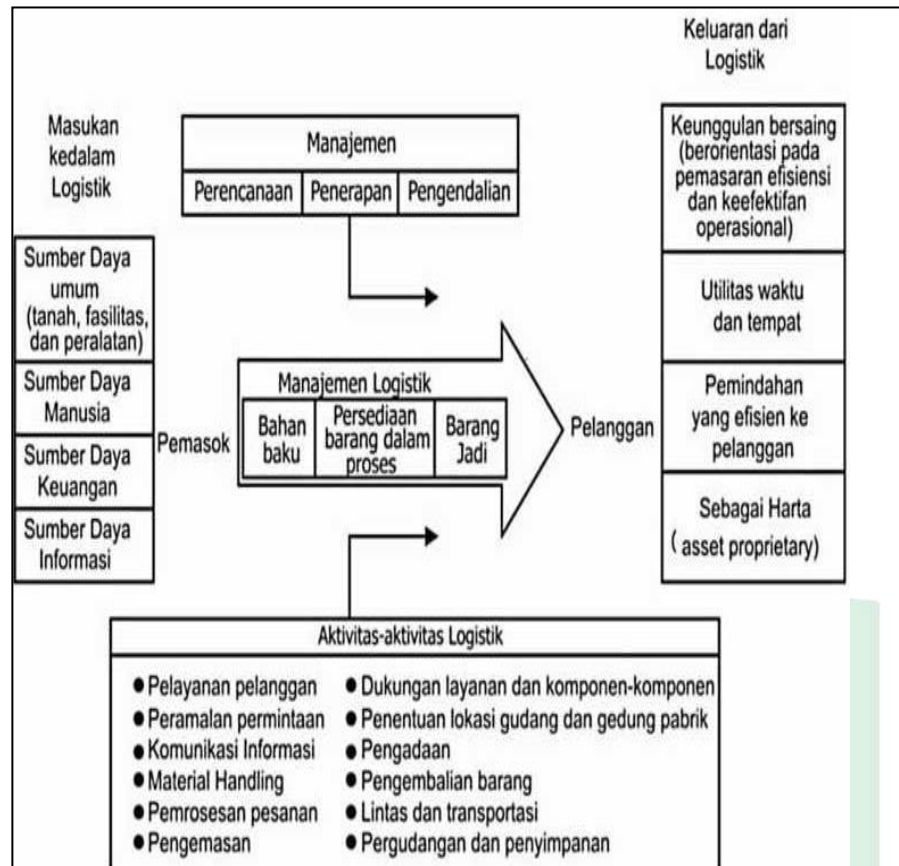 Keluaran dari
Logistik
Masukan
kedalam
Logistik
Manajemen
Perencanaan Penerapan Pengendalian
Keunggulan bersaing
(berorientasi pada
pemasaran efisiensi
dan keefektifan
operasional)
Sumber Daya
umum
(tanah, fasilitas,
dan peralatan)
Sumber Daya
Manusia
Sumber Daya
Keuangan
Sumber Daya
Informasi
Pemasok
Manajemen Logistik
Bahan
baku
Persediaan
barang dalam
proses
Barang
Jadi
Pelanggan
Utilitas waktu
dan tempat
Pemindahan
yang efisien ke
pelanggan
Sebagai Harta
( asset proprietary)
Aktivitas-aktivitas Logistik
● Pelayanan pelanggan
● Peramalan permintaan
● Komunikasi Informasi
● Material Handling
● Pemrosesan pesanan
● Pengemasan
● Dukungan layanan dan komponen-komponen
● Penentuan lokasi gudang dan gedung pabrik
● Pengadaan
● Pengembalian barang
● Lintas dan transportasi
● Pergudangan dan penyimpanan